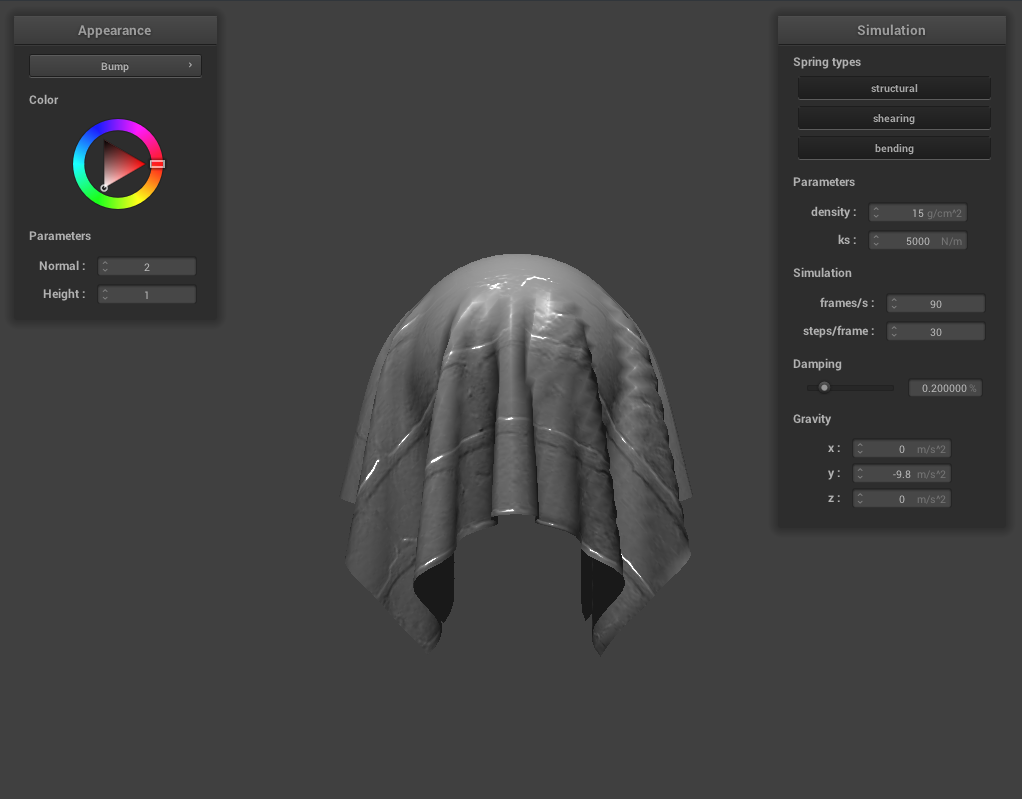 Appearance
Bump
Color
Parameters
Normal : 2
Height : 1
Simulation
Spring types
structural
shearing
bending
Parameters
density : 15 g/cm^2
ks : 5000 N/m
Simulation
frames/s : 90
steps/frame : 30
Damping
0.200000 %
Gravity
x : 0 m/s^2
y : -9.8 m/s^2
z : 0 m/s^2